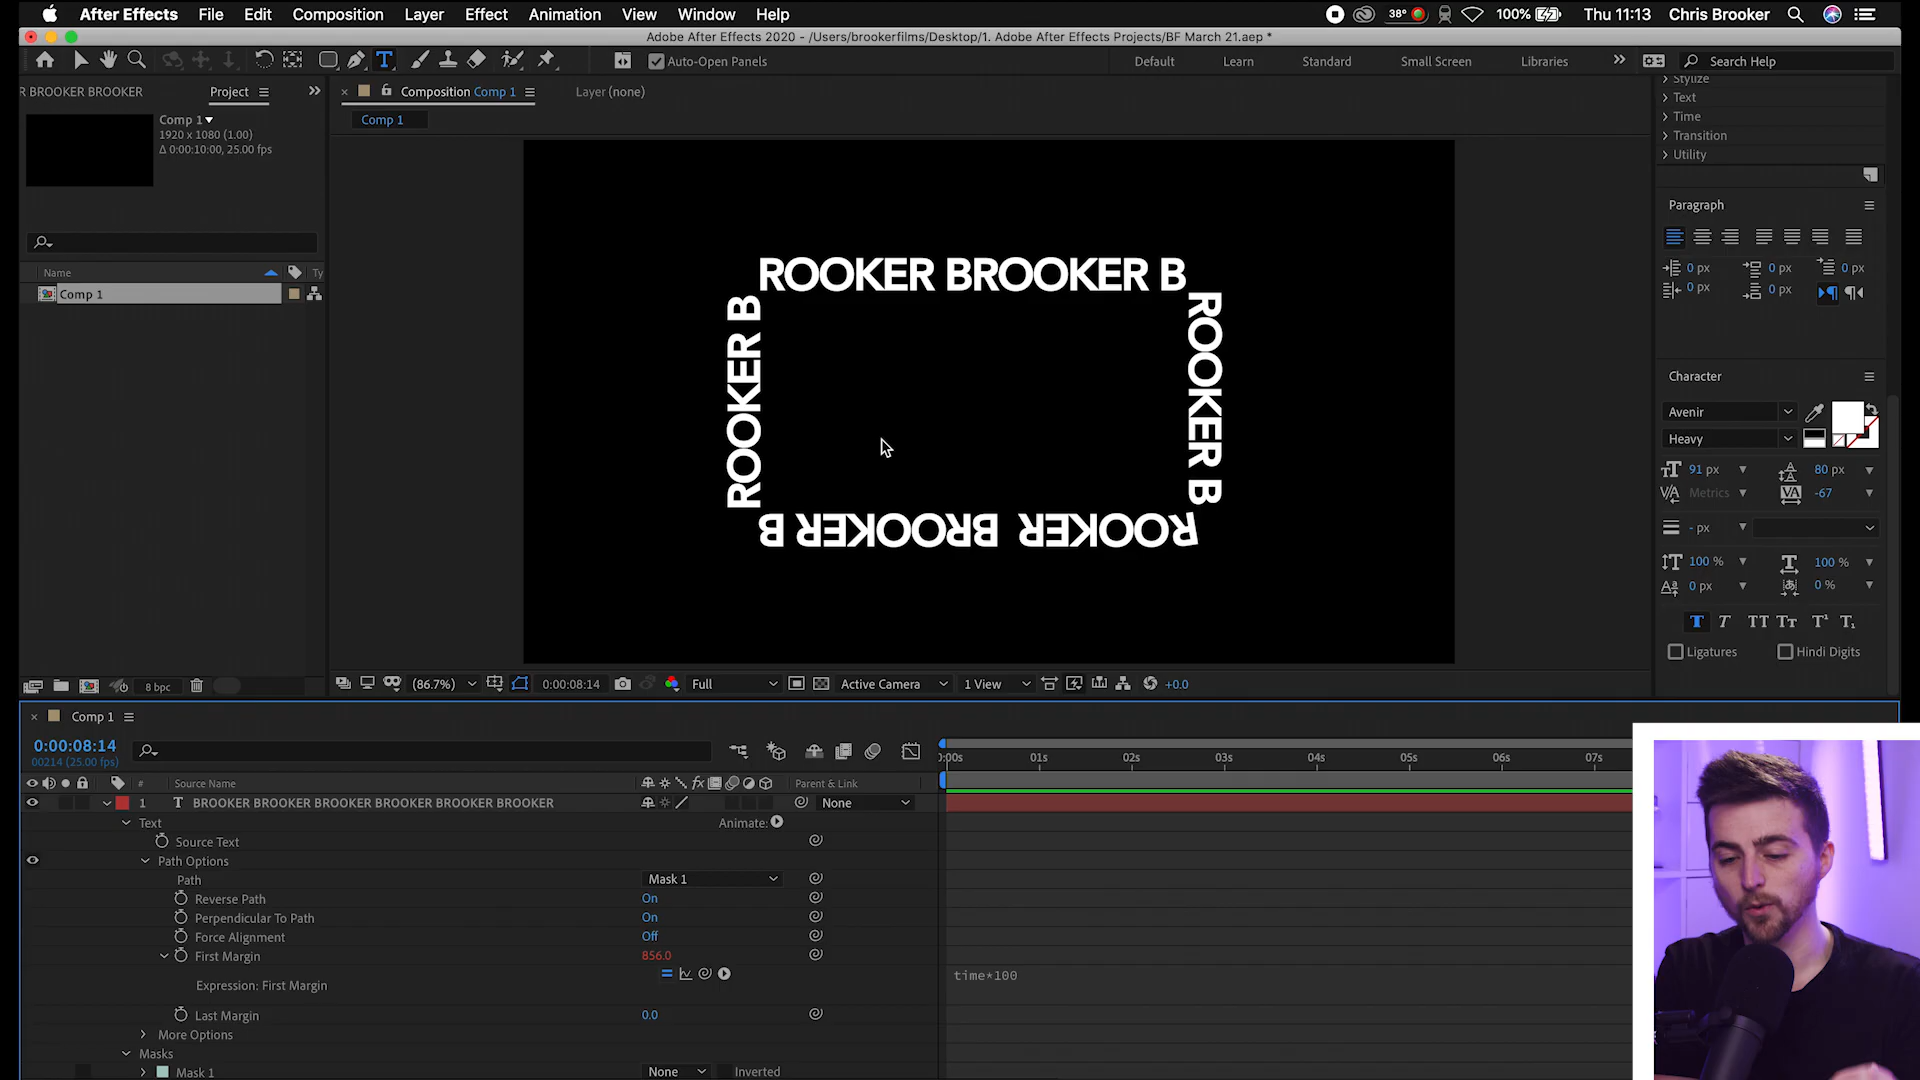 After Effects File Edit Composition Layer Effect Animation View Window Help 38° 100% Thu 11:13 Chris Brooker
Adobe After Effects 2020 - /Users/brookerfilms/Desktop/1. Adobe After Effects Projects/BF March 21.aep *
T Auto-Open Panels Default Learn Standard Small Screen Libraries Search Help
R BROOKER BROOKER Project Composition Comp 1 Layer (none)
Comp 1
Comp 1
1920 x 1080 (1.00)
Δ 0:00:10:00, 25.00 fps
Name Ty
Comp 1
8 bpc
ROOKER BROOKER B
ROOKER B
ROOKER BROOKER B
ROOKER B
(86.7%) 0:00:08:14 Full Active Camera 1 View +0.0
Stylize
Text
Time
Transition
Utility
Paragraph
0 px 0 px 0 px
0 px 0 px
Character
Avenir
Heavy
91 px 80 px
Metrics -67
- px
100 % 100 %
0 px 0 %
T T TT TT T¹ T₁
Ligatures Hindi Digits
Comp 1
0:00:08:14
00214 (25.00 fps)
:00s 01s 02s 03s 04s 05s 06s 07s
# Source Name fx Parent & Link
1 T BROOKER BROOKER BROOKER BROOKER BROOKER BROOKER None
Text Animate:
Source Text
Path Options
Path Mask 1
Reverse Path On
Perpendicular To Path On
Force Alignment Off
First Margin 856.0
Expression: First Margin time*100
Last Margin 0.0
More Options
Masks
Mask 1 None Inverted